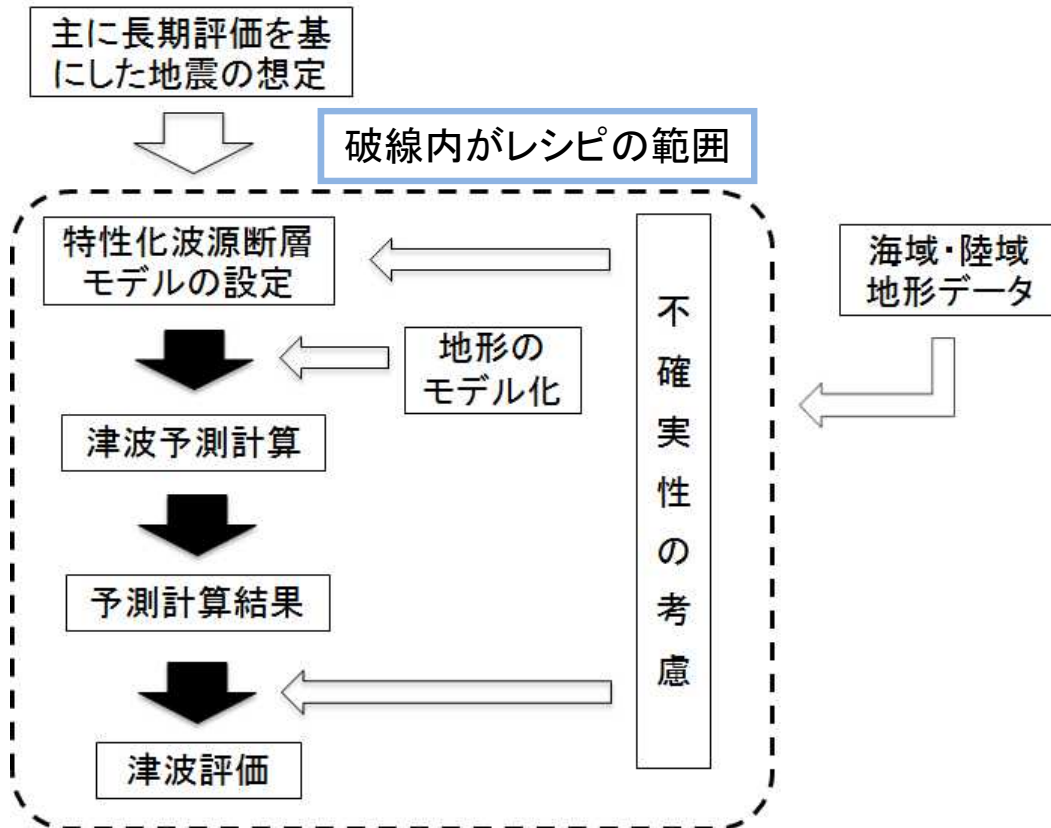 主に長期評価を基
にした地震の想定
破線内がレシピの範囲
特性化波源断層
モデルの設定
海域・陸域
地形データ
地形の
モデル化
不確実性の考慮
津波予測計算
予測計算結果
津波評価